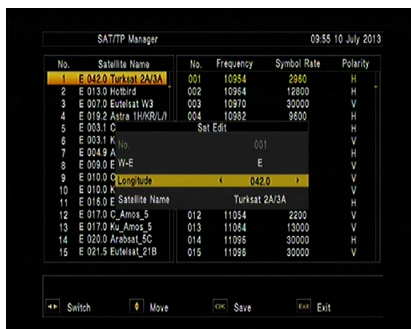 SAT/TP Manager 09:55 10 July 2013
No. Satellite Name No. Frequency Symbol Rate Polarity
1 E 042.0 Turksat 2A/3A 001 10954 2960 H
2 E 013.0 Hotbird 002 10964 12800 H
3 E 007.0 Eutelsat W3 003 10970 30000 V
4 E 019.2 Astra 1H/KR/L/ 004 10982 9600 H
5 E 003.1 C Sat Edit H
6 E 003.1 K No. 001 V
7 E 004.9 A H
8 E 009.0 E W-E E V
9 E 010.0 C Longitude 042.0 V
10 E 010.0 K V
11 E 016.0 E Satellite Name Turksat 2A/3A H
12 E 017.0 C_Amos_5 012 11054 2200 V
13 E 017.0 Ku_Amos_5 013 11064 13000 V
14 E 020.0 Arabsat_5C 014 11096 30000 H
15 E 021.5 Eutelsat_21B 015 11096 30000 V
Switch Move OK Save Exit Exit